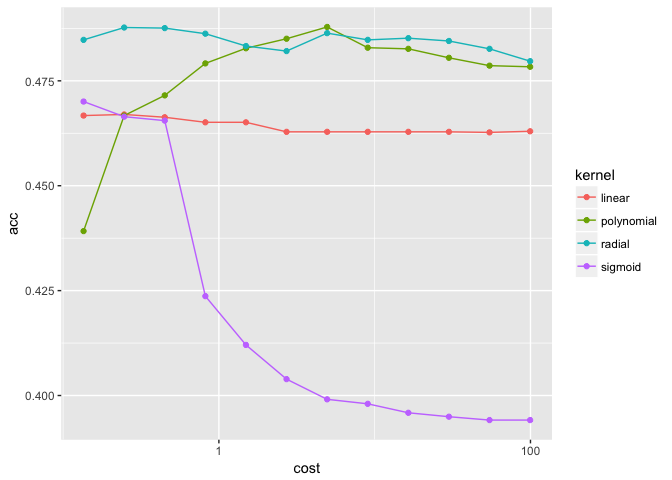 acc
0.475
0.450
0.425
0.400
1
100
cost
kernel
linear
polynomial
radial
sigmoid